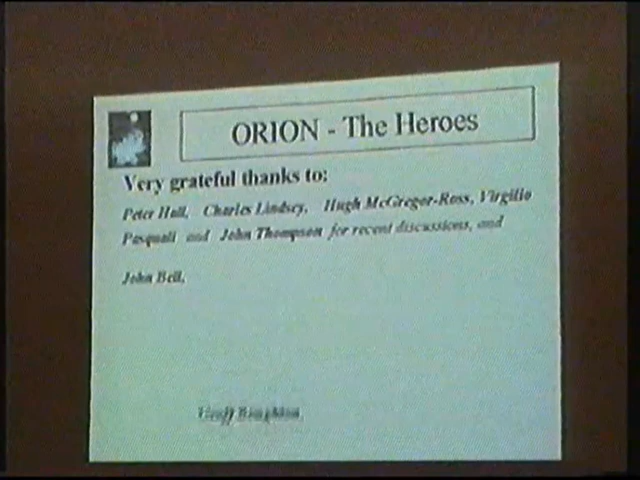 ORION - The Heroes
Very grateful thanks to:
Peter Hall, Charles Lindsey, Hugh McGregor-Ross, Virgilio
Pasquali and John Thompson for recent discussions, and
John Bell,